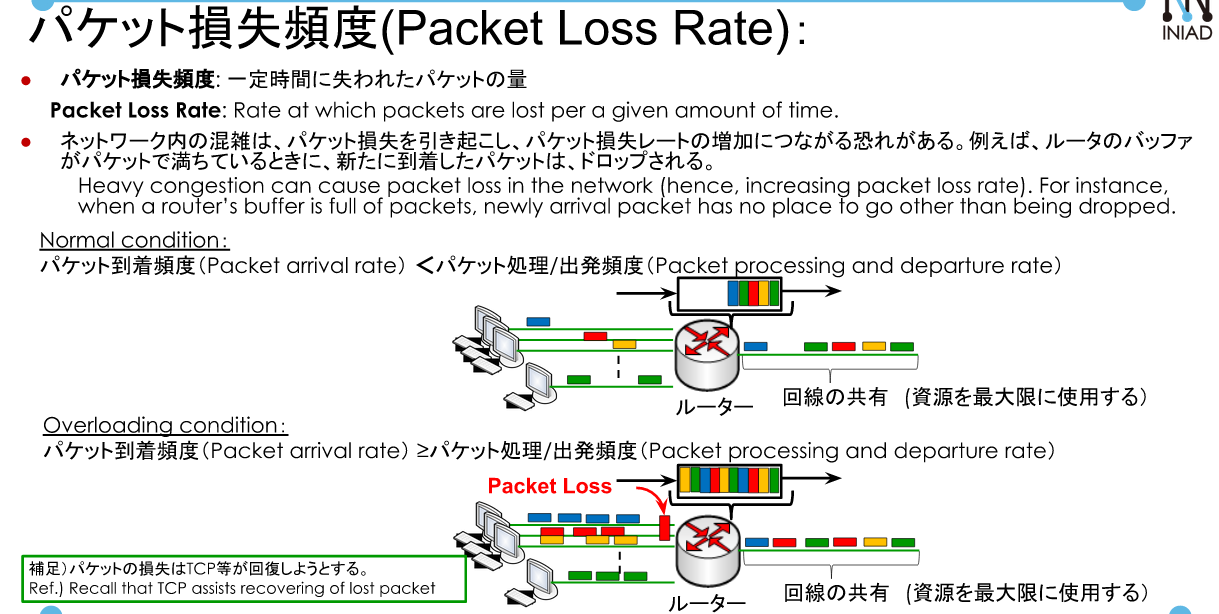 パケット損失頻度(Packet Loss Rate):
INIAD
● パケット損失頻度: 一定時間に失われたパケットの量
Packet Loss Rate: Rate at which packets are lost per a given amount of time.
● ネットワーク内の混雑は、パケット損失を引き起こし、パケット損失レートの増加につながる恐れがある。例えば、ルータのバッファ
がパケットで満ちているときに、新たに到着したパケットは、ドロップされる。
Heavy congestion can cause packet loss in the network (hence, increasing packet loss rate). For instance,
when a router's buffer is full of packets, newly arrival packet has no place to go other than being dropped.
Normal condition:
パケット到着頻度(Packet arrival rate) <パケット処理/出発頻度(Packet processing and departure rate)
ルーター
回線の共有 (資源を最大限に使用する)
Overloading condition:
パケット到着頻度(Packet arrival rate) ≥パケット処理/出発頻度(Packet processing and departure rate)
Packet Loss
補足)パケットの損失はTCP等が回復しようとする。
Ref.) Recall that TCP assists recovering of lost packet
ルーター
回線の共有 (資源を最大限に使用する)